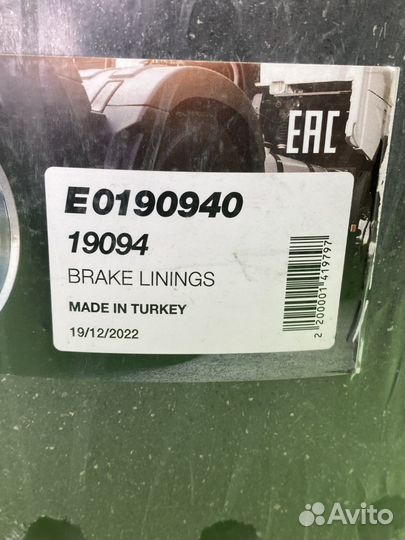 EAC
E0190940
19094
BRAKE LININGS
MADE IN TURKEY
19/12/2022
2 200001 419797
Avito